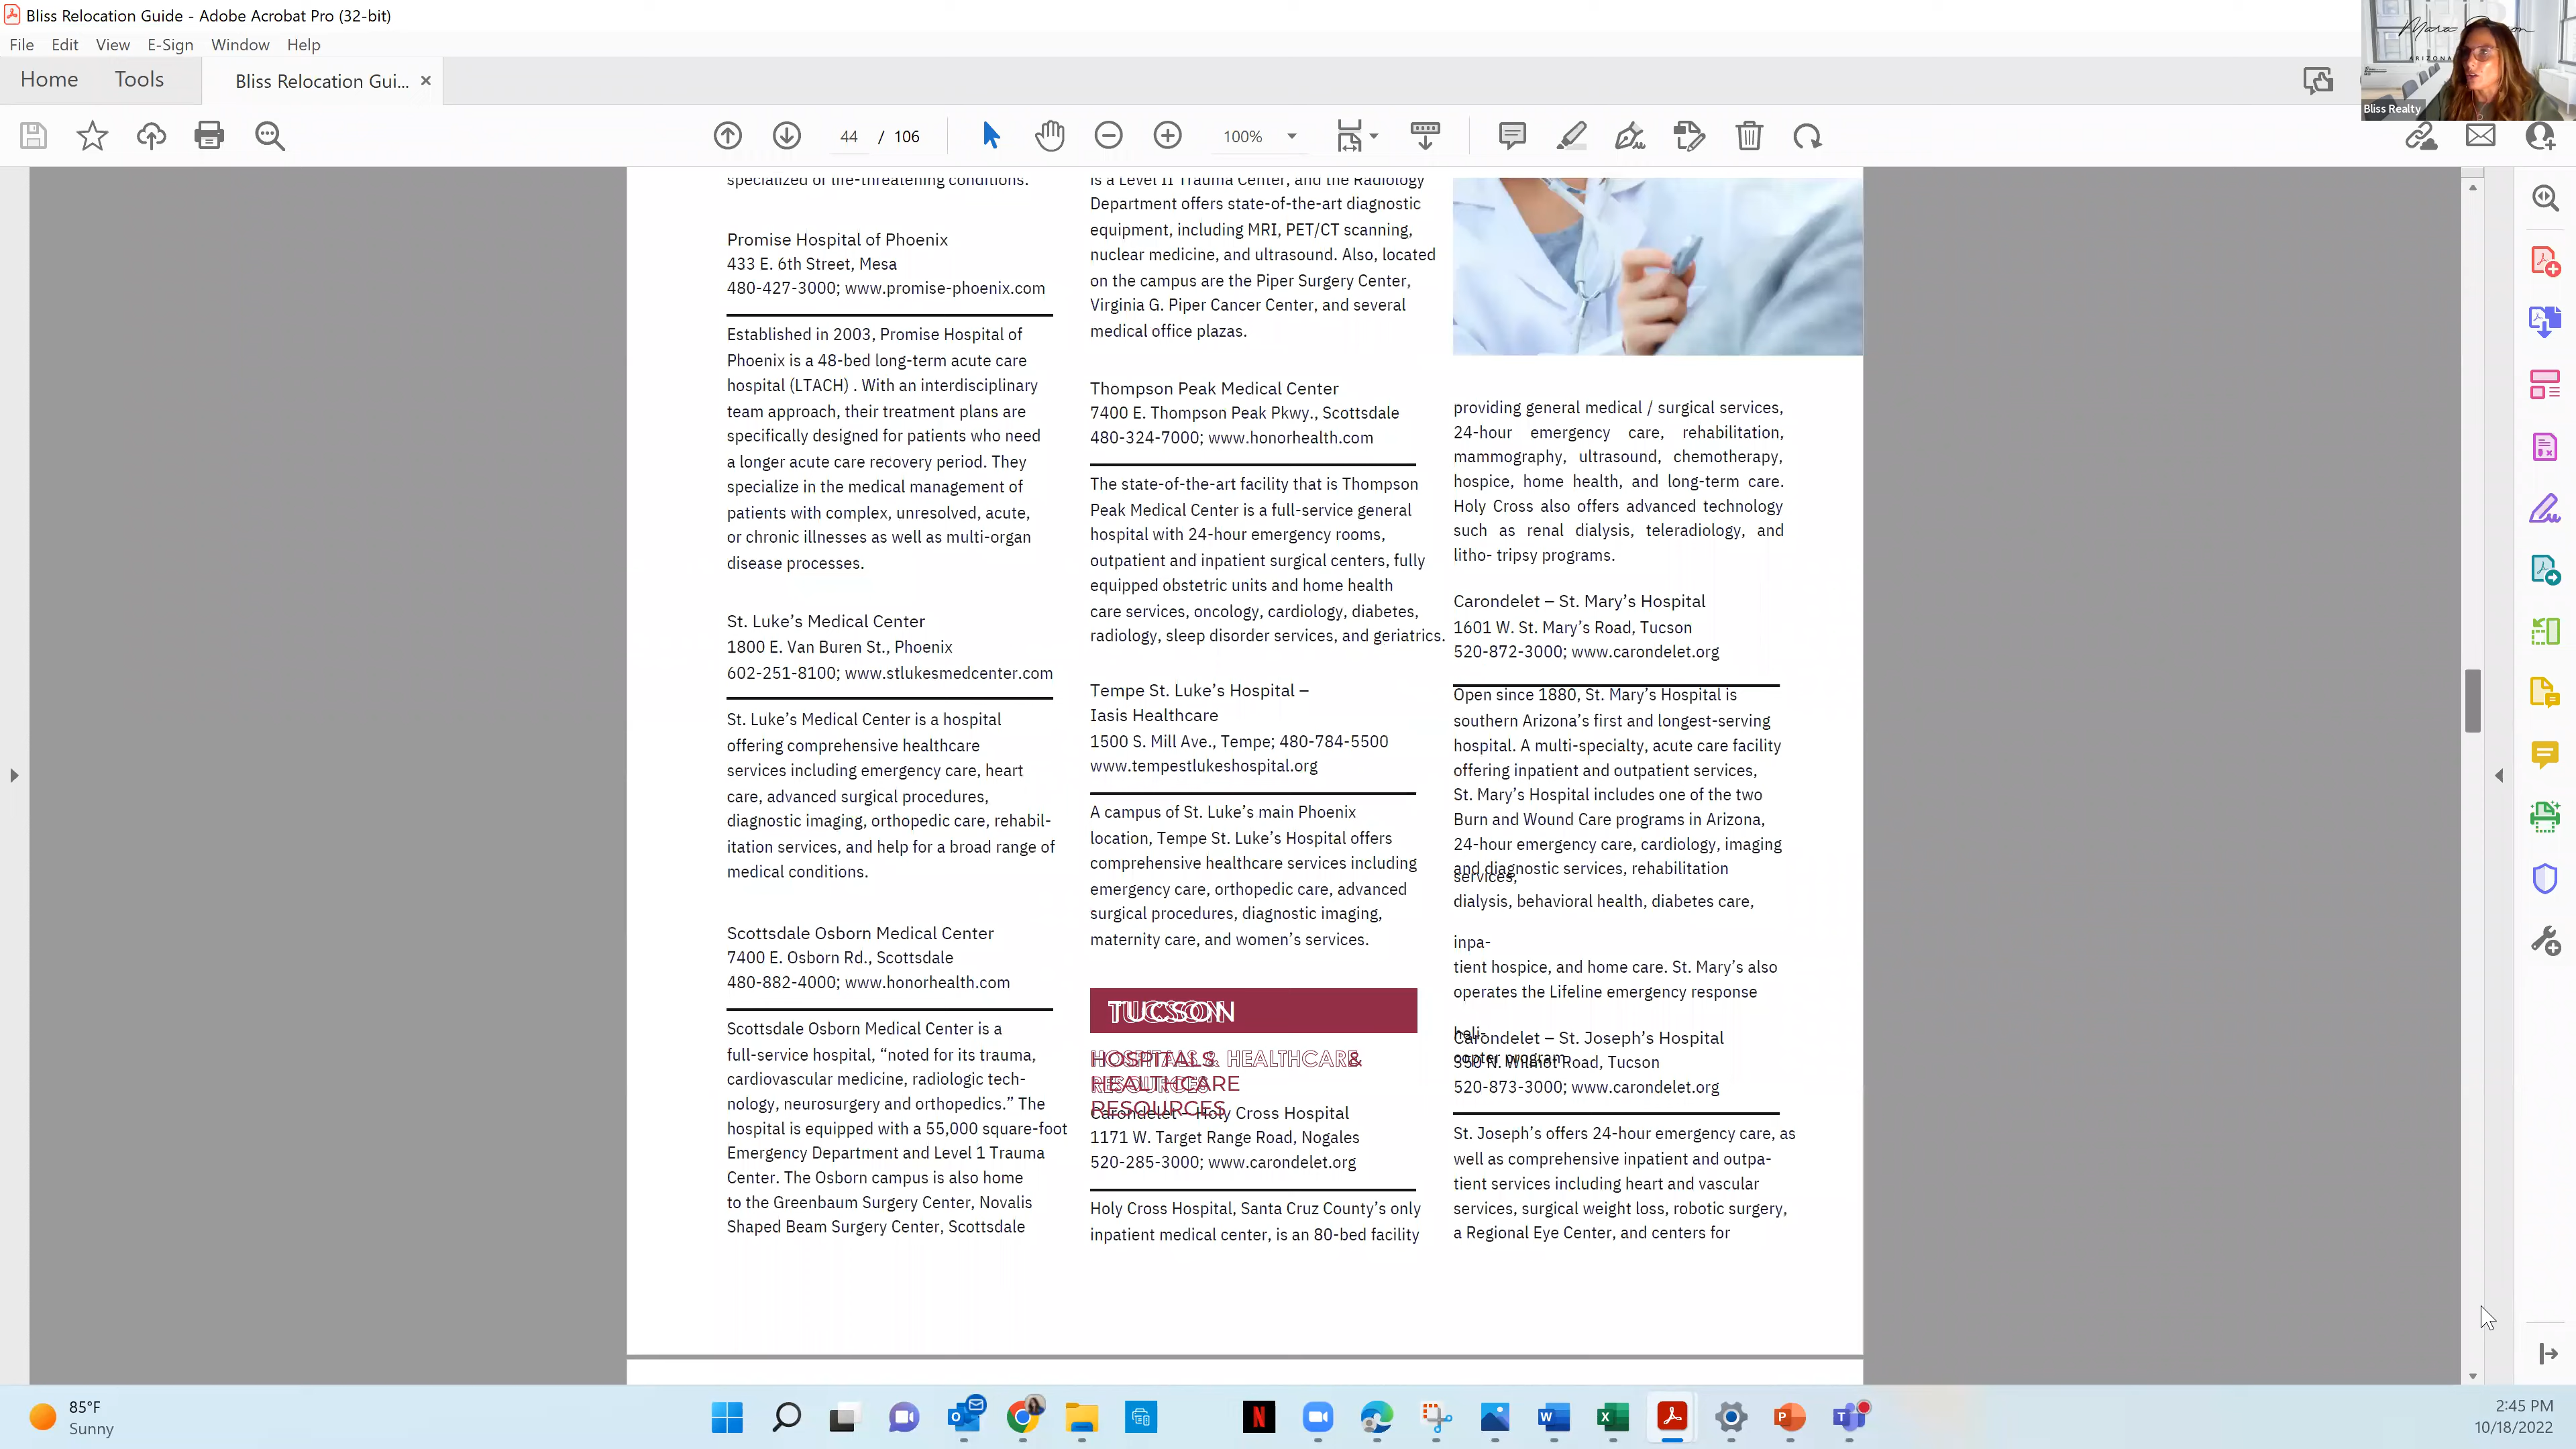 Bliss Relocation Guide - Adobe Acrobat Pro (32-bit)
File Edit View E-Sign Window Help
Home Tools Bliss Relocation Gui... ×
44 / 106 100%
ARIZONA
Bliss Realty
specialized or life-threatening conditions.
Promise Hospital of Phoenix
433 E. 6th Street, Mesa
480-427-3000; www.promise-phoenix.com
Established in 2003, Promise Hospital of
Phoenix is a 48-bed long-term acute care
hospital (LTACH) . With an interdisciplinary
team approach, their treatment plans are
specifically designed for patients who need
a longer acute care recovery period. They
specialize in the medical management of
patients with complex, unresolved, acute,
or chronic illnesses as well as multi-organ
disease processes.
St. Luke's Medical Center
1800 E. Van Buren St., Phoenix
602-251-8100; www.stlukesmedcenter.com
St. Luke's Medical Center is a hospital
offering comprehensive healthcare
services including emergency care, heart
care, advanced surgical procedures,
diagnostic imaging, orthopedic care, rehabil-
itation services, and help for a broad range of
medical conditions.
Scottsdale Osborn Medical Center
7400 E. Osborn Rd., Scottsdale
480-882-4000; www.honorhealth.com
Scottsdale Osborn Medical Center is a
full-service hospital, “noted for its trauma,
cardiovascular medicine, radiologic tech-
nology, neurosurgery and orthopedics.” The
hospital is equipped with a 55,000 square-foot
Emergency Department and Level 1 Trauma
Center. The Osborn campus is also home
to the Greenbaum Surgery Center, Novalis
Shaped Beam Surgery Center, Scottsdale
is a Level II Trauma Center, and the Radiology
Department offers state-of-the-art diagnostic
equipment, including MRI, PET/CT scanning,
nuclear medicine, and ultrasound. Also, located
on the campus are the Piper Surgery Center,
Virginia G. Piper Cancer Center, and several
medical office plazas.
Thompson Peak Medical Center
7400 E. Thompson Peak Pkwy., Scottsdale
480-324-7000; www.honorhealth.com
The state-of-the-art facility that is Thompson
Peak Medical Center is a full-service general
hospital with 24-hour emergency rooms,
outpatient and inpatient surgical centers, fully
equipped obstetric units and home health
care services, oncology, cardiology, diabetes,
radiology, sleep disorder services, and geriatrics.
Tempe St. Luke's Hospital –
Iasis Healthcare
1500 S. Mill Ave., Tempe; 480-784-5500
www.tempestlukeshospital.org
A campus of St. Luke's main Phoenix
location, Tempe St. Luke's Hospital offers
comprehensive healthcare services including
emergency care, orthopedic care, advanced
surgical procedures, diagnostic imaging,
maternity care, and women's services.
TUCSON
HOSPITALS & HEALTHCARE &
HEALTHCARE
RESOURCES
Carondelet – Holy Cross Hospital
1171 W. Target Range Road, Nogales
520-285-3000; www.carondelet.org
Holy Cross Hospital, Santa Cruz County's only
inpatient medical center, is an 80-bed facility
providing general medical / surgical services,
24-hour emergency care, rehabilitation,
mammography, ultrasound, chemotherapy,
hospice, home health, and long-term care.
Holy Cross also offers advanced technology
such as renal dialysis, teleradiology, and
litho- tripsy programs.
Carondelet – St. Mary's Hospital
1601 W. St. Mary's Road, Tucson
520-872-3000; www.carondelet.org
Open since 1880, St. Mary's Hospital is
southern Arizona's first and longest-serving
hospital. A multi-specialty, acute care facility
offering inpatient and outpatient services,
St. Mary's Hospital includes one of the two
Burn and Wound Care programs in Arizona,
24-hour emergency care, cardiology, imaging
and diagnostic services, rehabilitation
services,
dialysis, behavioral health, diabetes care,
inpa-
tient hospice, and home care. St. Mary's also
operates the Lifeline emergency response
heli-
copter program.
Carondelet – St. Joseph's Hospital
350 N. Wilmot Road, Tucson
520-873-3000; www.carondelet.org
St. Joseph's offers 24-hour emergency care, as
well as comprehensive inpatient and outpa-
tient services including heart and vascular
services, surgical weight loss, robotic surgery,
a Regional Eye Center, and centers for
85°F
Sunny
2:45 PM
10/18/2022